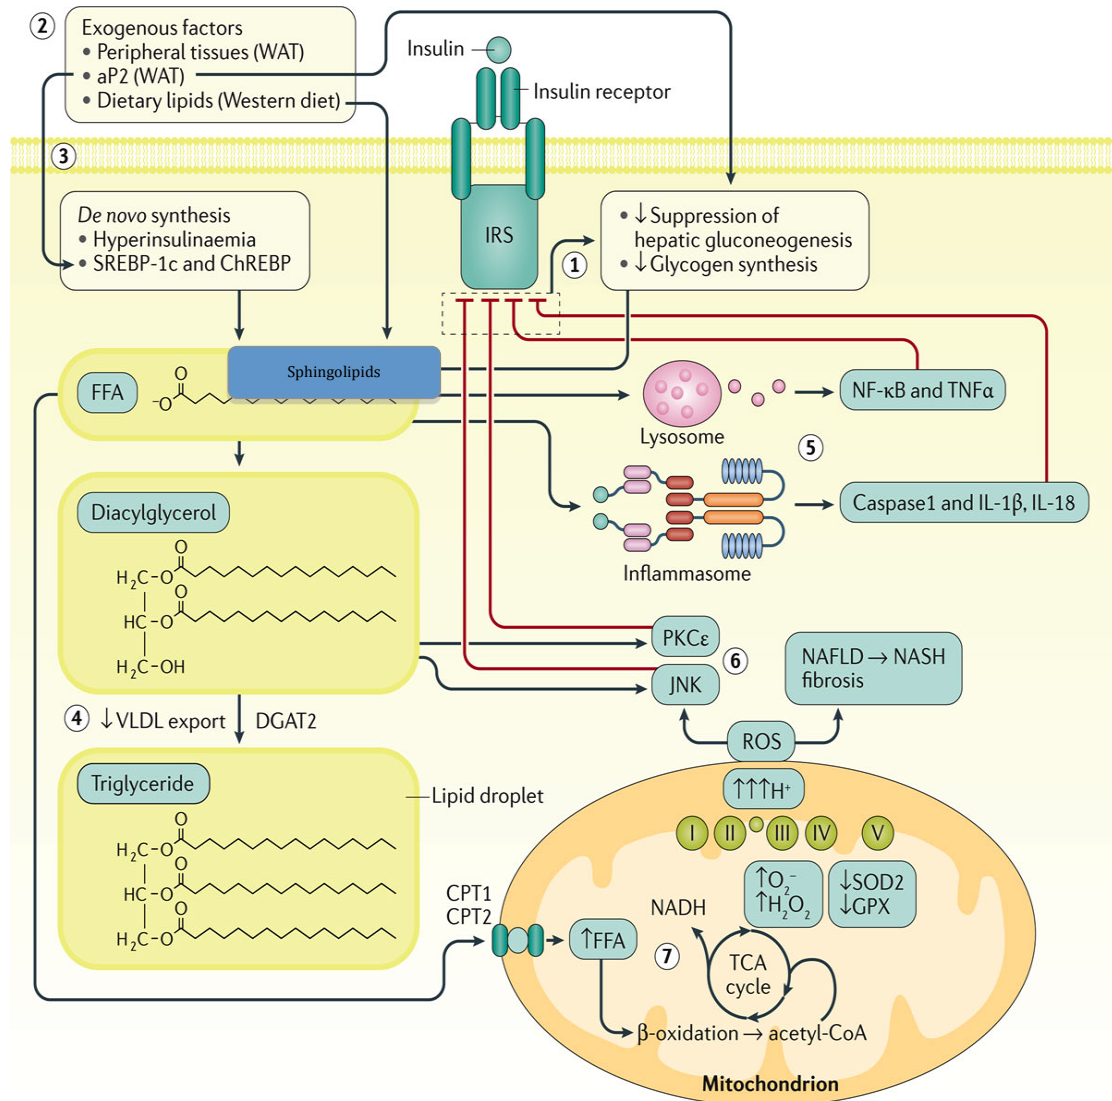 2
Exogenous factors
• Peripheral tissues (WAT)
• aP2 (WAT)
• Dietary lipids (Western diet)
Insulin
Insulin receptor
3
De novo synthesis
• Hyperinsulinaemia
• SREBP-1c and ChREBP
IRS
1
• ↓Suppression of
hepatic gluconeogenesis
• ↓Glycogen synthesis
FFA
O
–O
Sphingolipids
Lysosome
NF-κB and TNFα
5
Inflammasome
Caspase1 and IL-1β, IL-18
Diacylglycerol
O
H₂C–O
O
HC–O
H₂C–OH
PKCε
6
JNK
NAFLD → NASH
fibrosis
4
↓VLDL export
DGAT2
ROS
↑↑↑H⁺
Triglyceride
Lipid droplet
O
H₂C–O
O
HC–O
O
H₂C–O
I
II
III
IV
V
↑O₂⁻
↑H₂O₂
↓SOD2
↓GPX
CPT1
CPT2
↑FFA
NADH
7
TCA
cycle
β-oxidation → acetyl-CoA
Mitochondrion